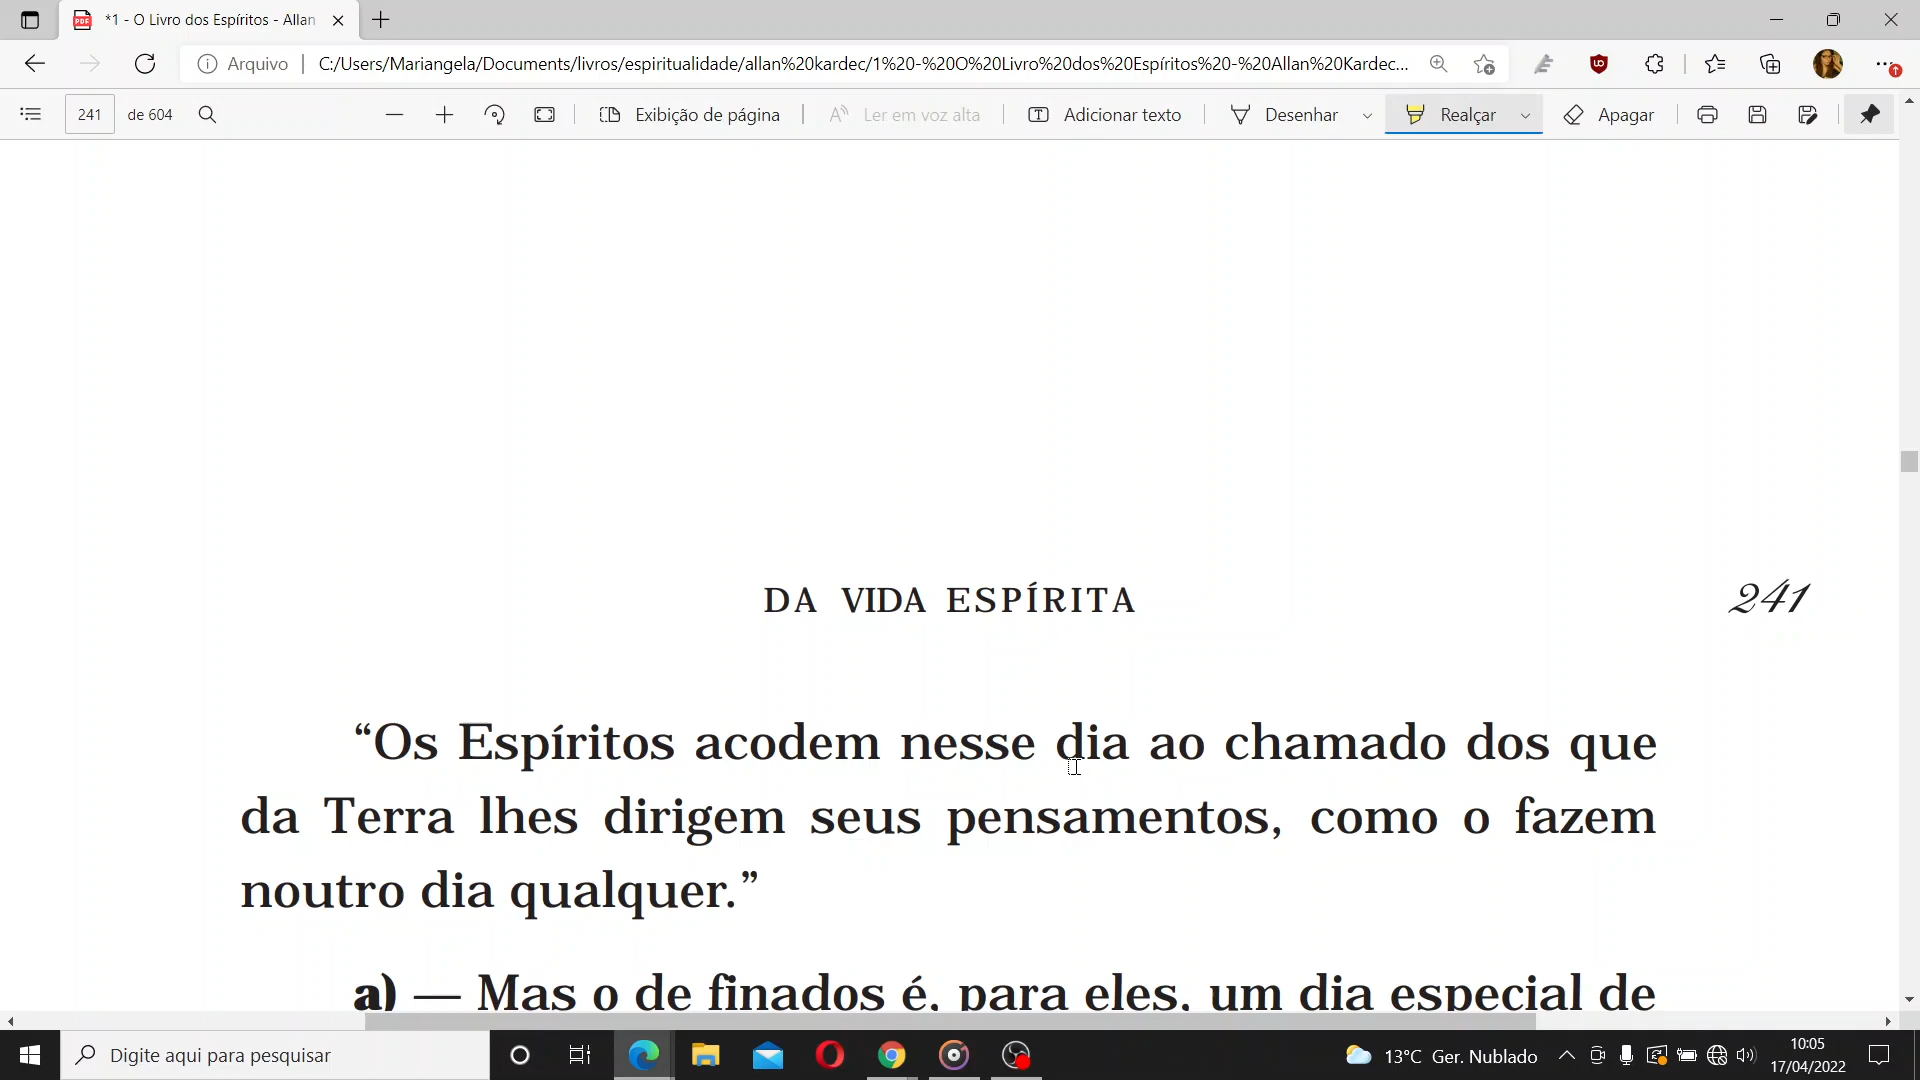 *1 - O Livro dos Espíritos - Allan
Arquivo
C:/Users/Mariangela/Documents/livros/espiritualidade/allan%20kardec/1%20-%20O%20Livro%20dos%20Espíritos%20-%20Allan%20Kardec...
241
de 604
Exibição de página
Ler em voz alta
Adicionar texto
Desenhar
Realçar
Apagar
DA VIDA ESPÍRITA
241
“Os Espíritos acodem nesse dia ao chamado dos que
da Terra lhes dirigem seus pensamentos, como o fazem
noutro dia qualquer.”
a) — Mas o de finados é, para eles, um dia especial de
Digite aqui para pesquisar
13°C Ger. Nublado
10:05
17/04/2022